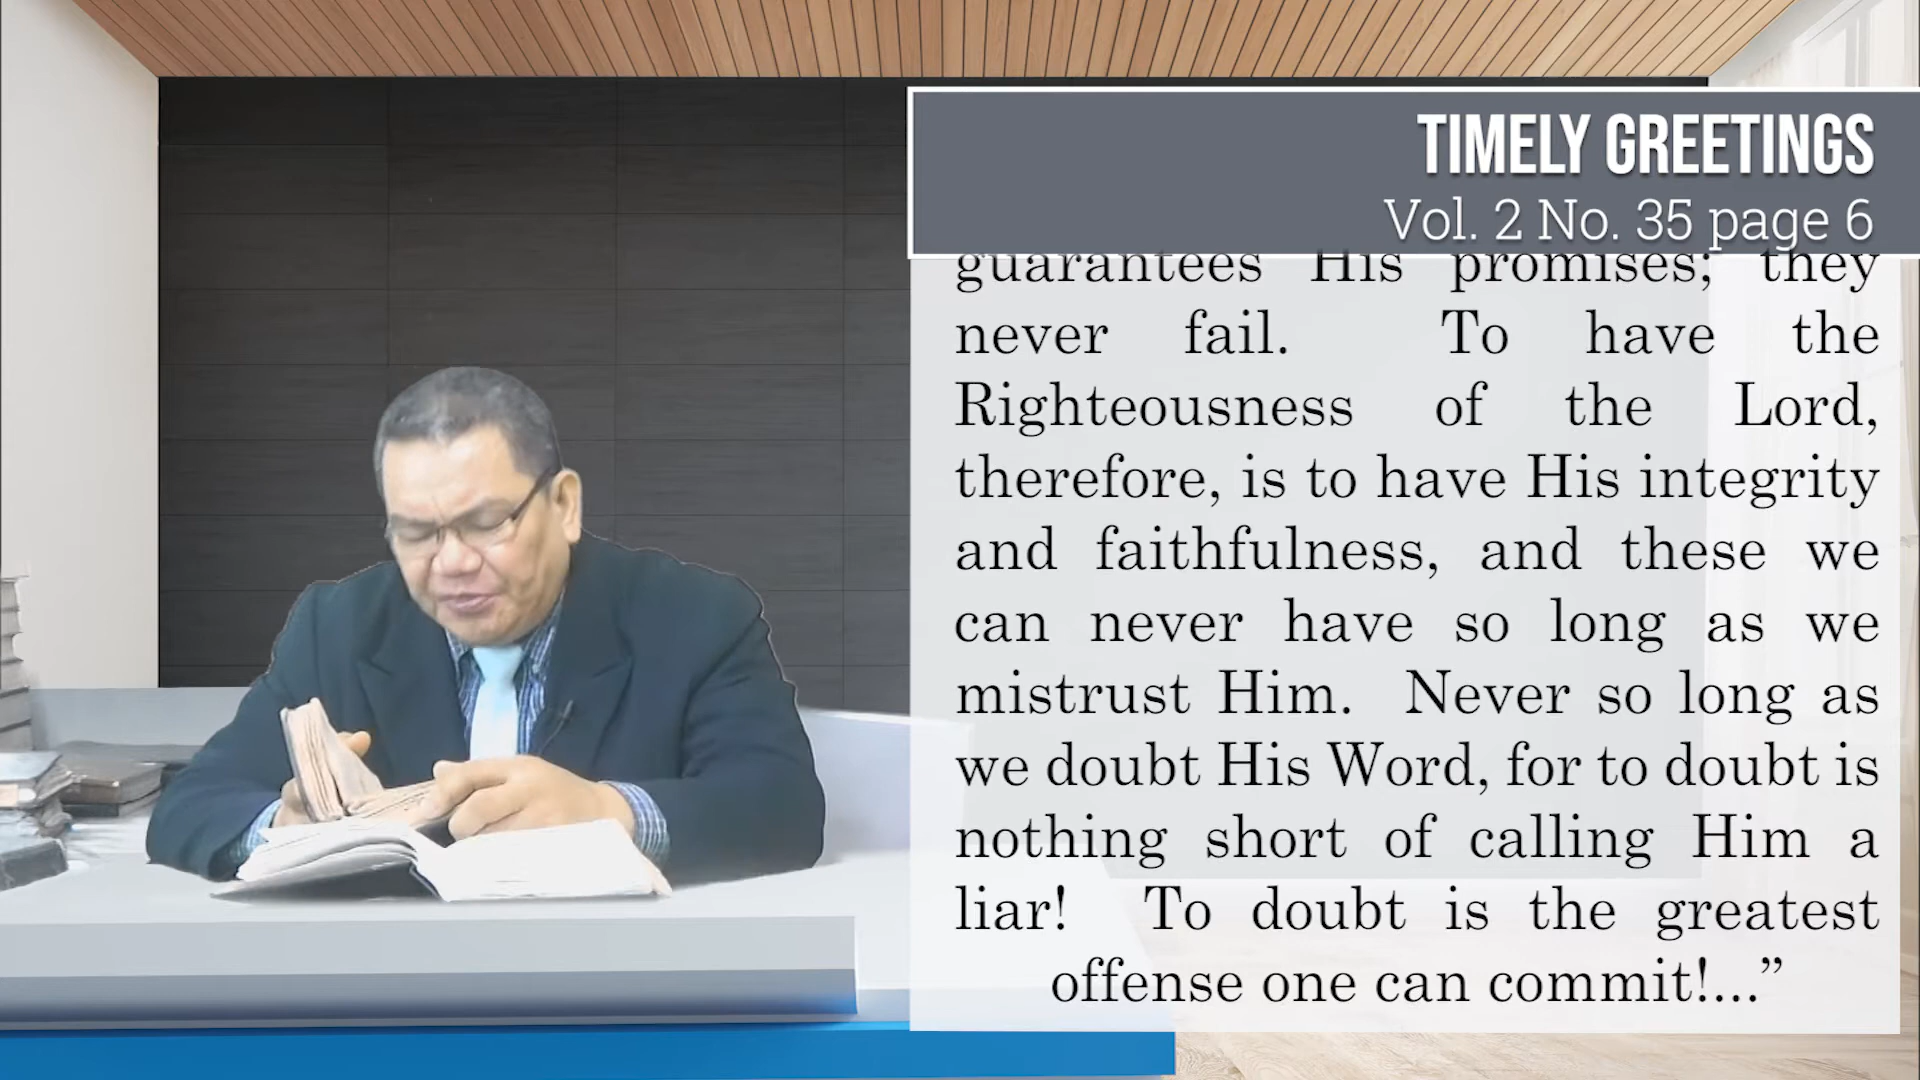 TIMELY GREETINGS
Vol. 2 No. 35 page 6
guarantees His promises; they
never fail. To have the
Righteousness of the Lord,
therefore, is to have His integrity
and faithfulness, and these we
can never have so long as we
mistrust Him. Never so long as
we doubt His Word, for to doubt is
nothing short of calling Him a
liar! To doubt is the greatest
offense one can commit!...”